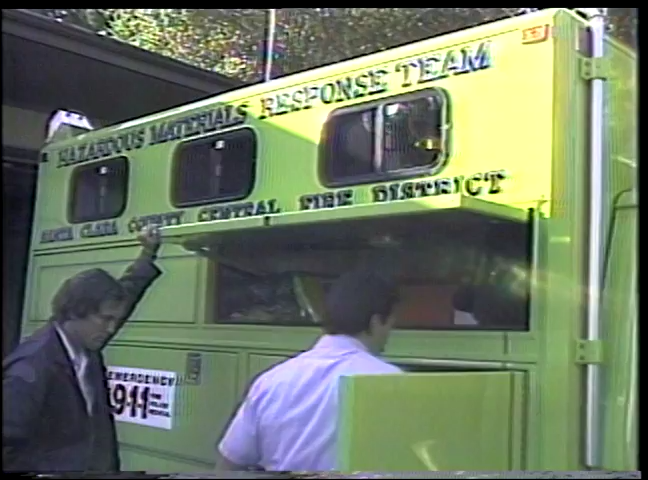 HAZARDOUS MATERIALS RESPONSE TEAM
SANTA CLARA COUNTY CENTRAL FIRE DISTRICT
EMERGENCY
911